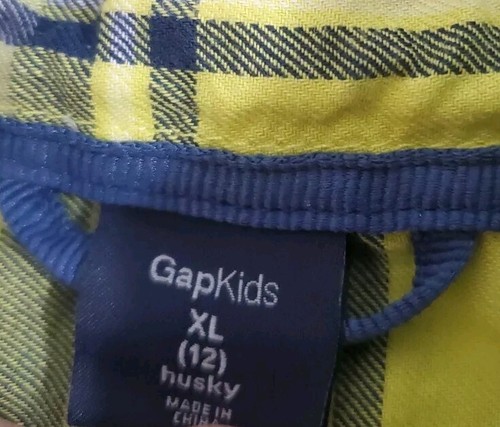 GapKids
XL
(12)
husky
MADE IN
CHINA